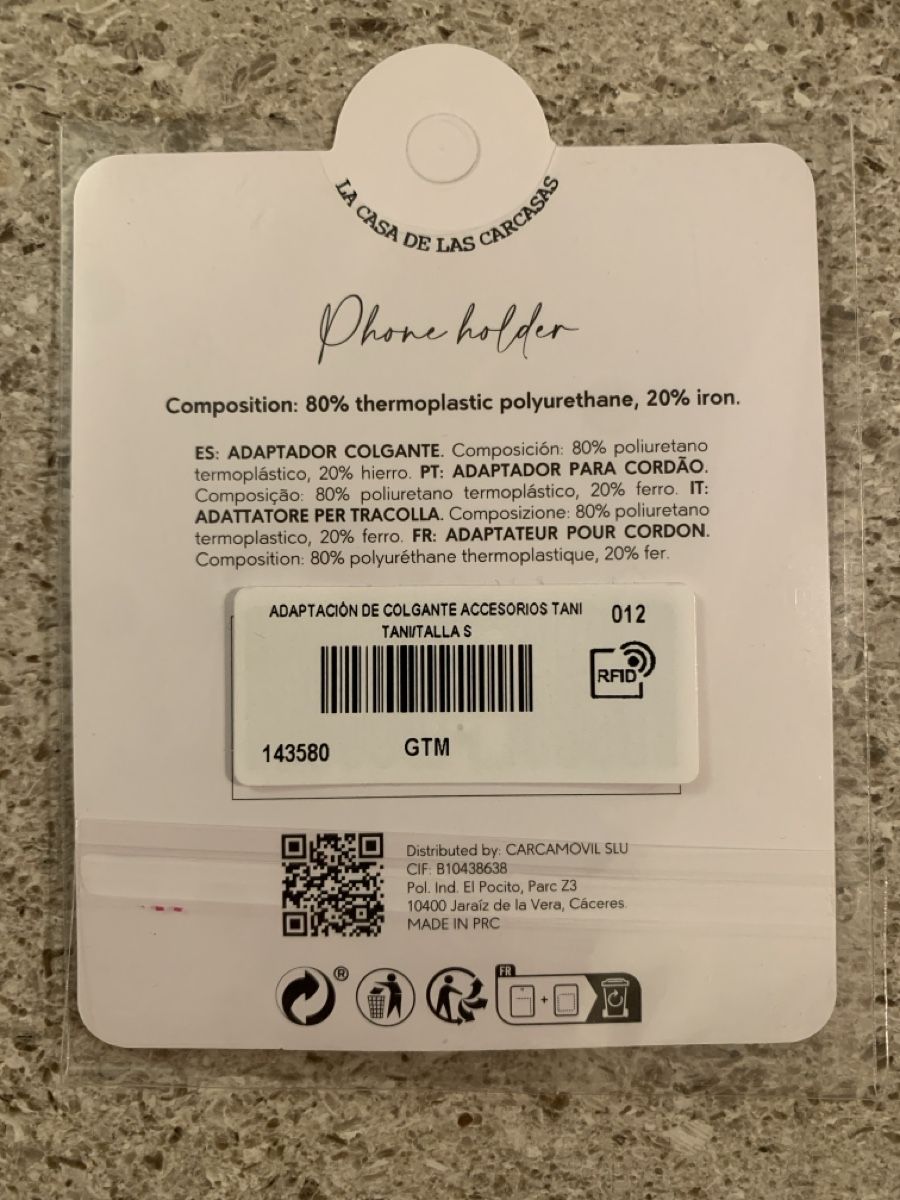 LA CASA DE LAS CARCASAS
Phone holder
Composition: 80% thermoplastic polyurethane, 20% iron.
ES: ADAPTADOR COLGANTE. Composición: 80% poliuretano
termoplástico, 20% hierro. PT: ADAPTADOR PARA CORDÃO.
Composição: 80% poliuretano termoplástico, 20% ferro. IT:
ADATTATORE PER TRACOLLA. Composizione: 80% poliuretano
termoplastico, 20% ferro. FR: ADAPTATEUR POUR CORDON.
Composition: 80% polyuréthane thermoplastique, 20% fer.
ADAPTACIÓN DE COLGANTE ACCESORIOS TANI
TANI/TALLA S
012
RFID
143580
GTM
Distributed by: CARCAMOVIL SLU
CIF: B10438638
Pol. Ind. El Pocito, Parc Z3
10400 Jaraíz de la Vera, Cáceres.
MADE IN PRC
®
FR
+